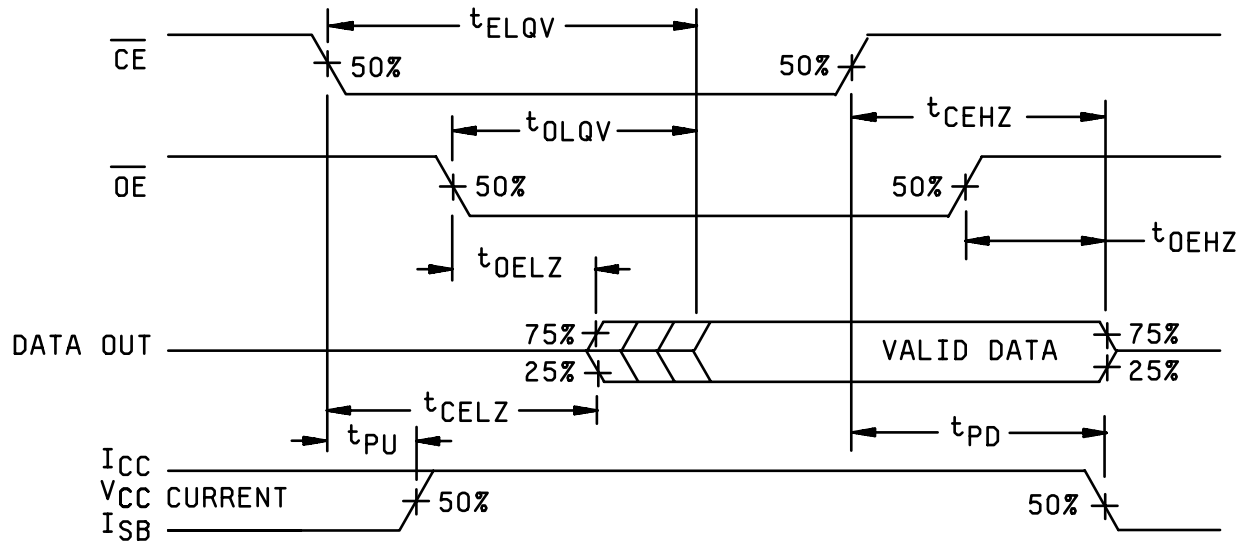 tELQV
CE
50%
50%
tCEHZ
tOLQV
OE
50%
50%
tOEHZ
tOELZ
75%
DATA OUT
VALID DATA
75%
25%
25%
tCELZ
tPU
tPD
ICC
VCC CURRENT
50%
50%
ISB